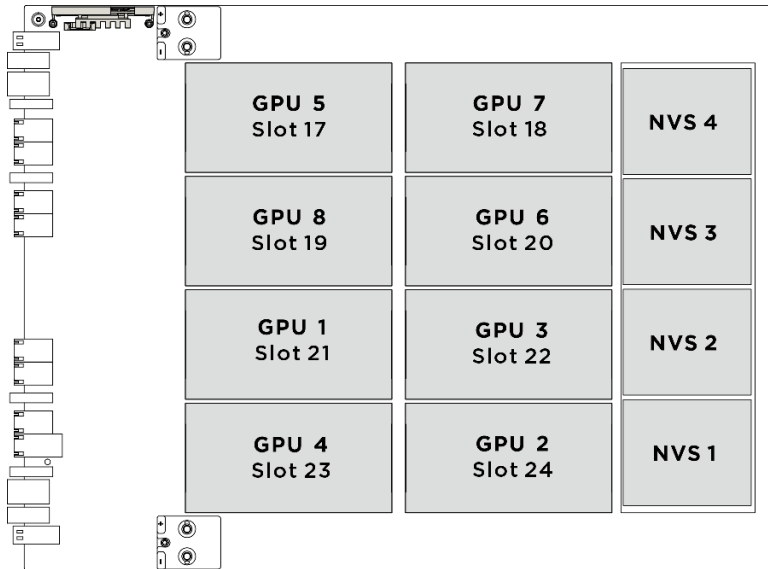 GPU 5
Slot 17
GPU 7
Slot 18
NVS 4
GPU 8
Slot 19
GPU 6
Slot 20
NVS 3
GPU 1
Slot 21
GPU 3
Slot 22
NVS 2
GPU 4
Slot 23
GPU 2
Slot 24
NVS 1